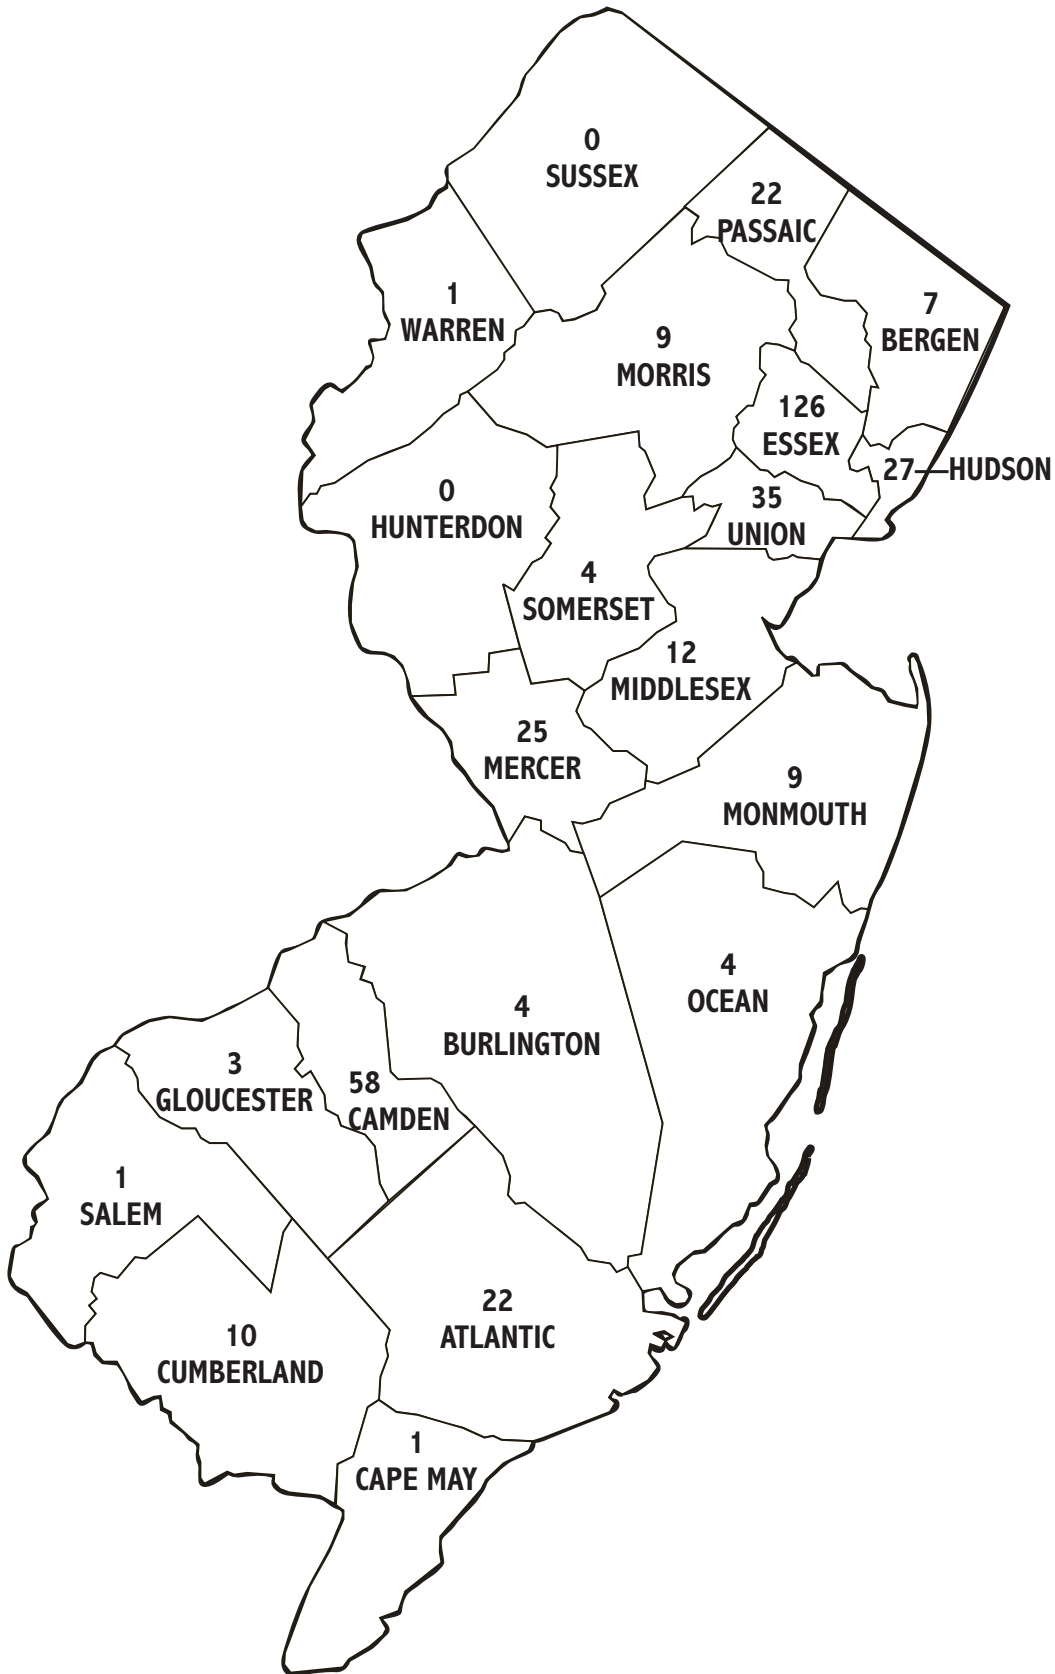 0
SUSSEX
22
PASSAIC
1
WARREN
7
BERGEN
9
MORRIS
126
ESSEX
27 HUDSON
0
HUNTERDON
35
UNION
4
SOMERSET
12
MIDDLESEX
25
MERCER
9
MONMOUTH
4
OCEAN
4
BURLINGTON
3
GLOUCESTER
58
CAMDEN
1
SALEM
22
ATLANTIC
10
CUMBERLAND
1
CAPE MAY